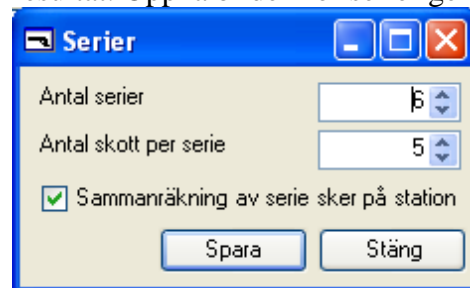 Serier
Antal serier 6
Antal skott per serie 5
Sammanräkning av serie sker på station
Spara Stäng